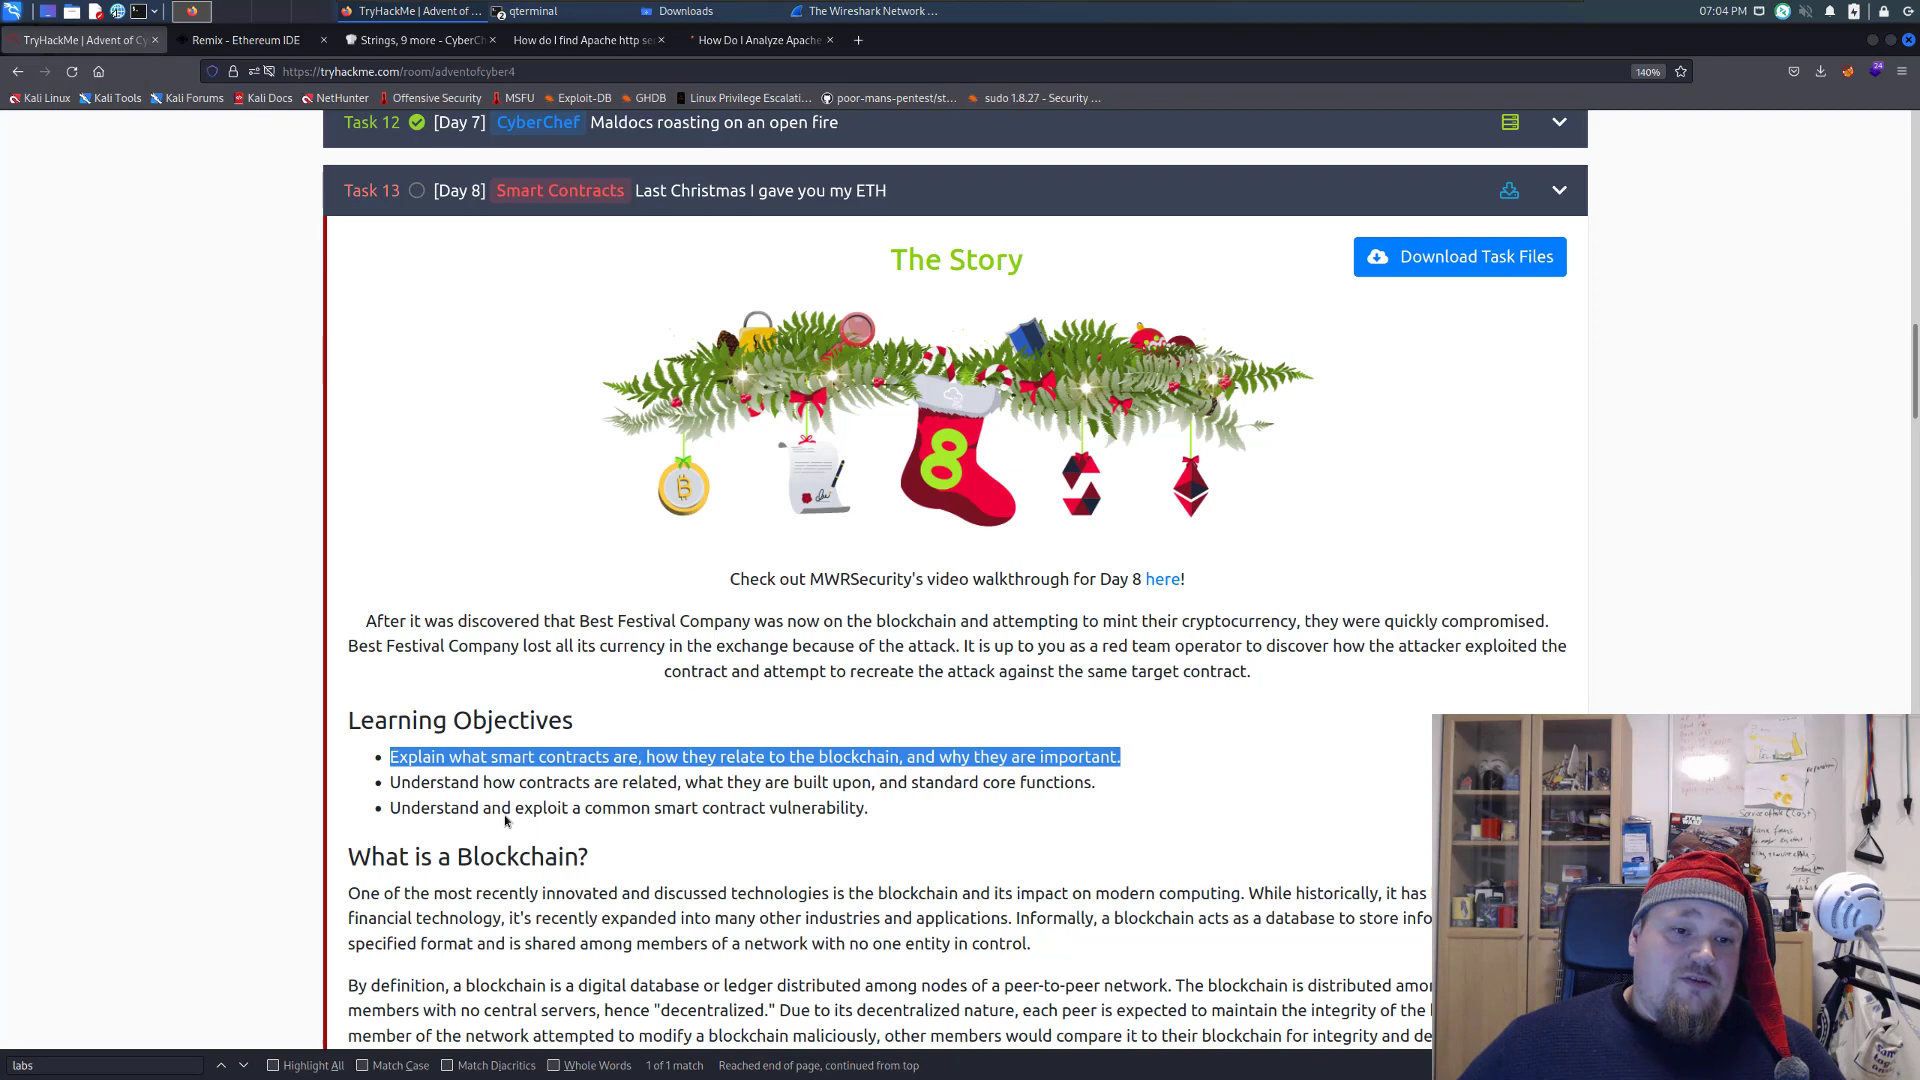 TryHackMe | Advent of ... qterminal Downloads The Wireshark Network ... 07:04 PM
TryHackMe | Advent of Cy Remix - Ethereum IDE Strings, 9 more - CyberCh How do I find Apache http ser How Do I Analyze Apache
https://tryhackme.com/room/adventofcyber4 140% 24
Kali Linux Kali Tools Kali Forums Kali Docs NetHunter Offensive Security MSFU Exploit-DB GHDB Linux Privilege Escalati... poor-mans-pentest/st... sudo 1.8.27 - Security ...
Task 12 [Day 7] CyberChef Maldocs roasting on an open fire
Task 13 [Day 8] Smart Contracts Last Christmas I gave you my ETH
The Story
Download Task Files
8
Check out MWRSecurity's video walkthrough for Day 8 here!
After it was discovered that Best Festival Company was now on the blockchain and attempting to mint their cryptocurrency, they were quickly compromised.
Best Festival Company lost all its currency in the exchange because of the attack. It is up to you as a red team operator to discover how the attacker exploited the
contract and attempt to recreate the attack against the same target contract.
Learning Objectives
• Explain what smart contracts are, how they relate to the blockchain, and why they are important.
• Understand how contracts are related, what they are built upon, and standard core functions.
• Understand and exploit a common smart contract vulnerability.
What is a Blockchain?
One of the most recently innovated and discussed technologies is the blockchain and its impact on modern computing. While historically, it has
financial technology, it's recently expanded into many other industries and applications. Informally, a blockchain acts as a database to store info
specified format and is shared among members of a network with no one entity in control.
By definition, a blockchain is a digital database or ledger distributed among nodes of a peer-to-peer network. The blockchain is distributed amo
members with no central servers, hence "decentralized." Due to its decentralized nature, each peer is expected to maintain the integrity of the
member of the network attempted to modify a blockchain maliciously, other members would compare it to their blockchain for integrity and de
labs Highlight All Match Case Match Diacritics Whole Words 1 of 1 match Reached end of page, continued from top
STAR
WARS